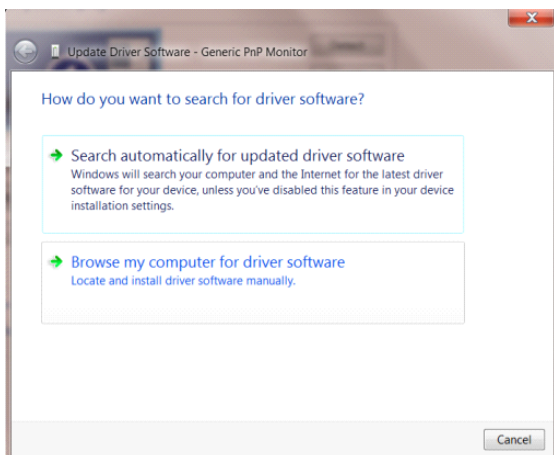 Update Driver Software - Generic PnP Monitor
How do you want to search for driver software?
Search automatically for updated driver software
Windows will search your computer and the Internet for the latest driver
software for your device, unless you've disabled this feature in your device
installation settings.
Browse my computer for driver software
Locate and install driver software manually.
Cancel